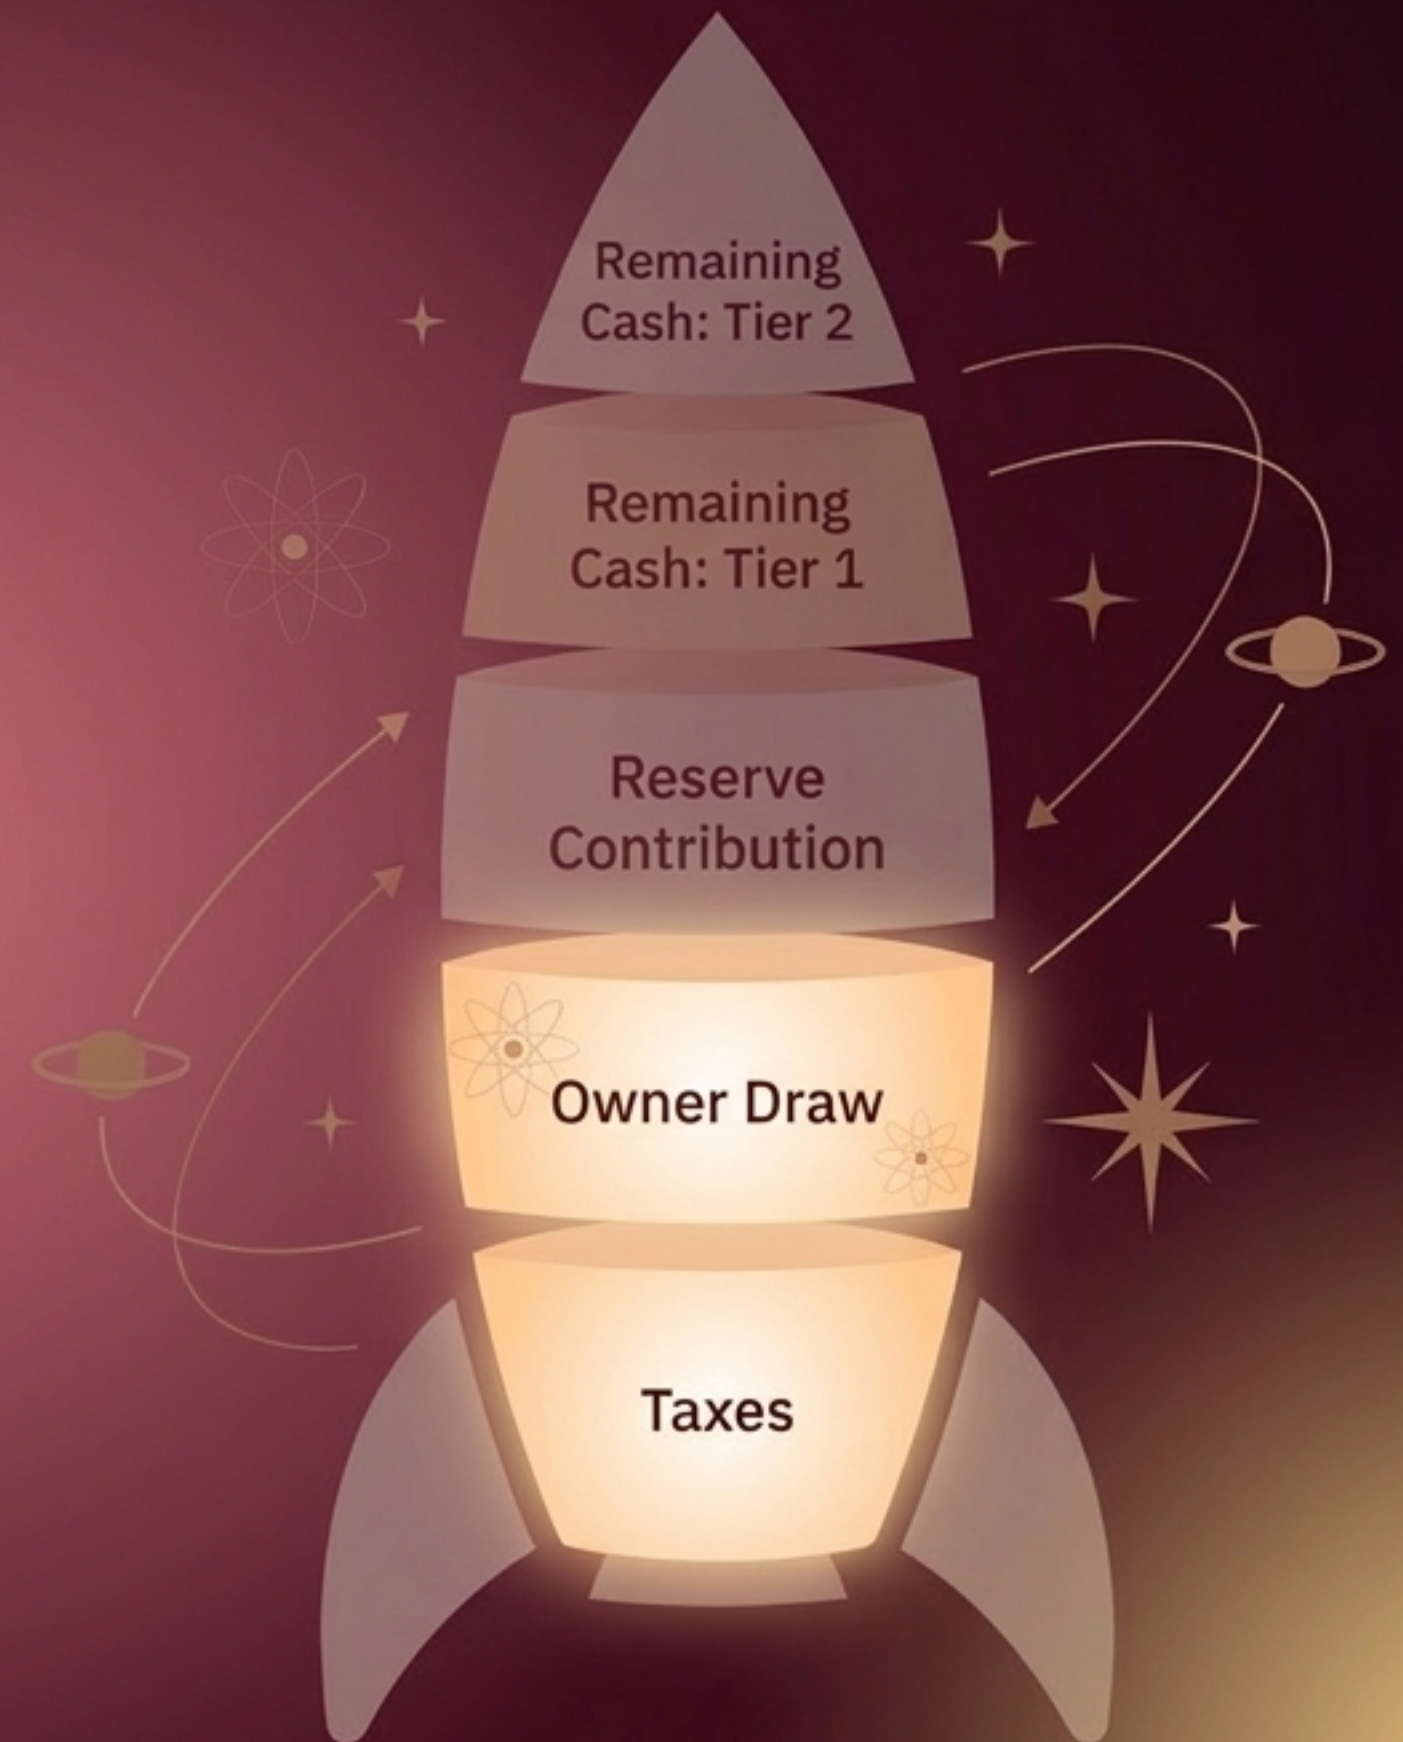 Remaining
Cash: Tier 2
Remaining
Cash: Tier 1
Reserve
Contribution
Owner Draw
Taxes